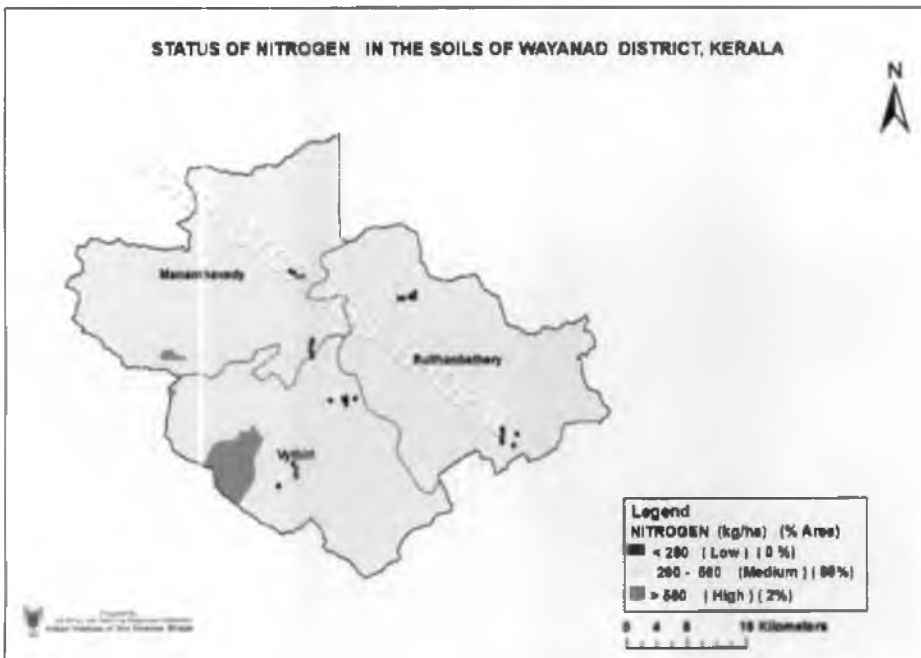 STATUS OF NITROGEN IN THE SOILS OF WAYANAD DISTRICT, KERALA
N
Mananthavady
Bulthanbathery
Vythiri
Legend
NITROGEN (kg/ha) (% Area)
< 280 ( Low ) ( 0 %)
280 - 560 (Medium) ( 98%)
> 560 ( High ) ( 2%)
0 4 8 16 Kilometers